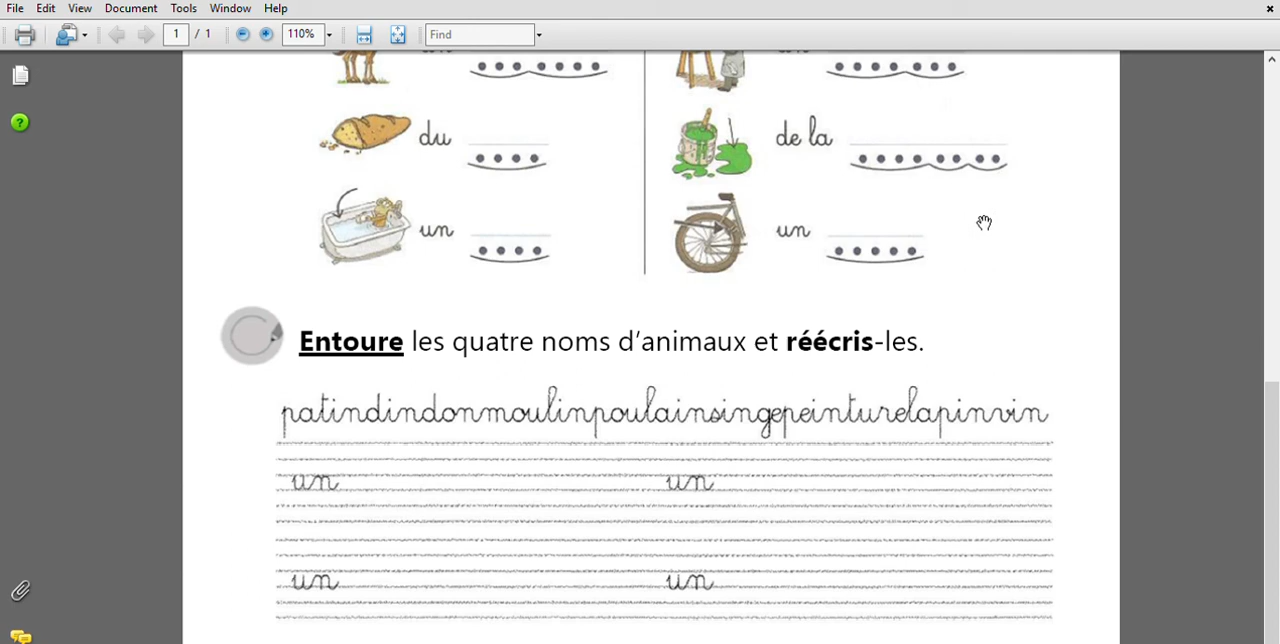 File Edit View Document Tools Window Help
1 / 1 110% Find
du
de la
un
un
Entoure les quatre noms d'animaux et réécris-les.
patindindonmoulinpoulainsingepeinturelapinvin
un un
un un